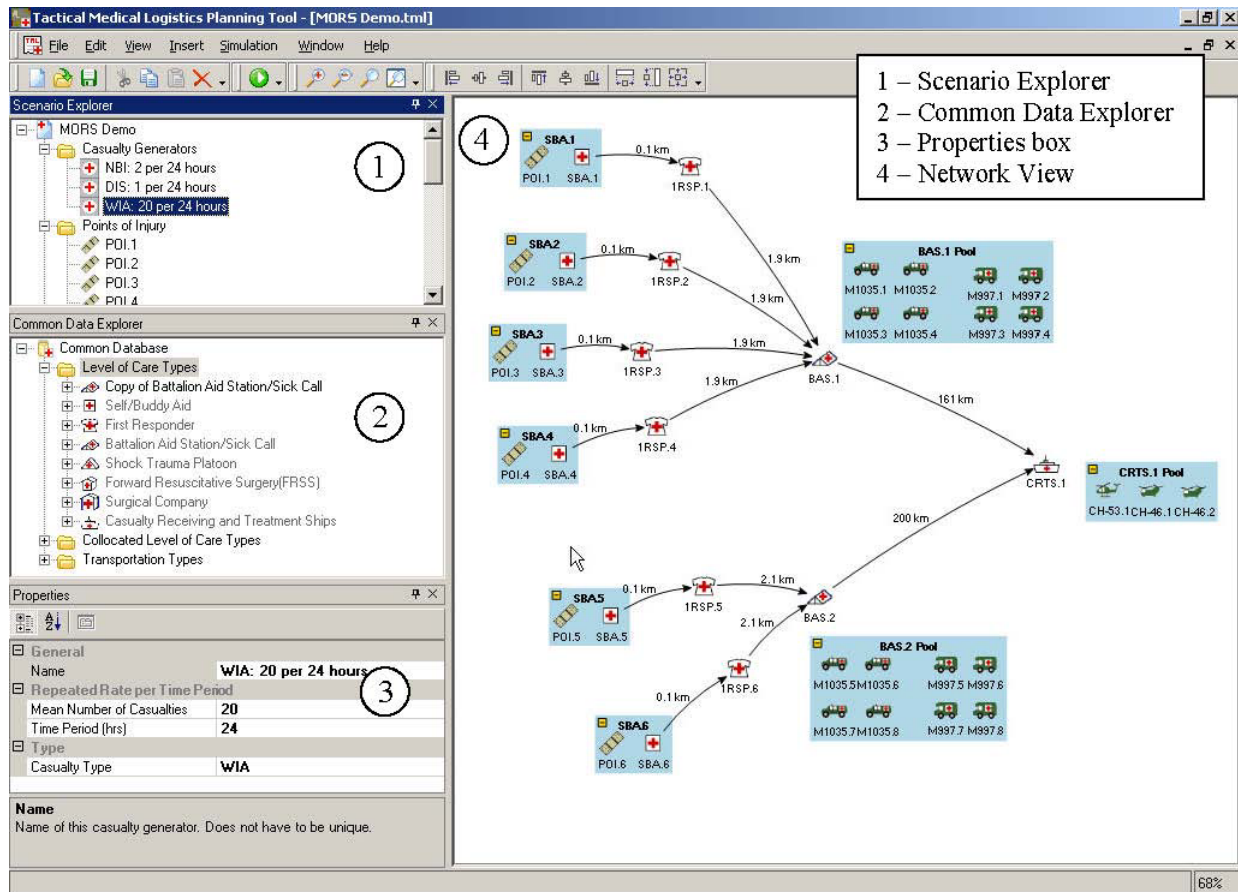 Tactical Medical Logistics Planning Tool - [MORS Demo.tml]
File Edit View Insert Simulation Window Help
Scenario Explorer
MORS Demo
Casualty Generators
NBI: 2 per 24 hours
DIS: 1 per 24 hours
WIA: 20 per 24 hours
Points of Injury
POI.1
POI.2
POI.3
POI.4
1
Common Data Explorer
Common Database
Level of Care Types
Copy of Battalion Aid Station/Sick Call
Self/Buddy Aid
First Responder
Battalion Aid Station/Sick Call
Shock Trauma Platoon
Forward Resuscitative Surgery(FRSS)
Surgical Company
Casualty Receiving and Treatment Ships
Collocated Level of Care Types
Transportation Types
2
Properties
General
Name WIA: 20 per 24 hours
Repeated Rate per Time Period
Mean Number of Casualties 20
Time Period (hrs) 24
Type
Casualty Type WIA
3
Name
Name of this casualty generator. Does not have to be unique.
4
1 – Scenario Explorer
2 – Common Data Explorer
3 – Properties box
4 – Network View
SBA.1
POI.1 SBA.1
0.1 km
1RSP.1
1.9 km
SBA.2
POI.2 SBA.2
0.1 km
1RSP.2
1.9 km
BAS.1 Pool
M1035.1 M1035.2 M997.1 M997.2
M1035.3 M1035.4 M997.3 M997.4
SBA.3
POI.3 SBA.3
0.1 km
1RSP.3
1.9 km
BAS.1
SBA.4
POI.4 SBA.4
0.1 km
1RSP.4
1.9 km
161 km
CRTS.1
CRTS.1 Pool
CH-53.1 CH-46.1 CH-46.2
200 km
SBA.5
POI.5 SBA.5
0.1 km
1RSP.5
2.1 km
BAS.2
SBA.6
POI.6 SBA.6
0.1 km
1RSP.6
2.1 km
BAS.2 Pool
M1035.5 M1035.6 M997.5 M997.6
M1035.7 M1035.8 M997.7 M997.8
68%